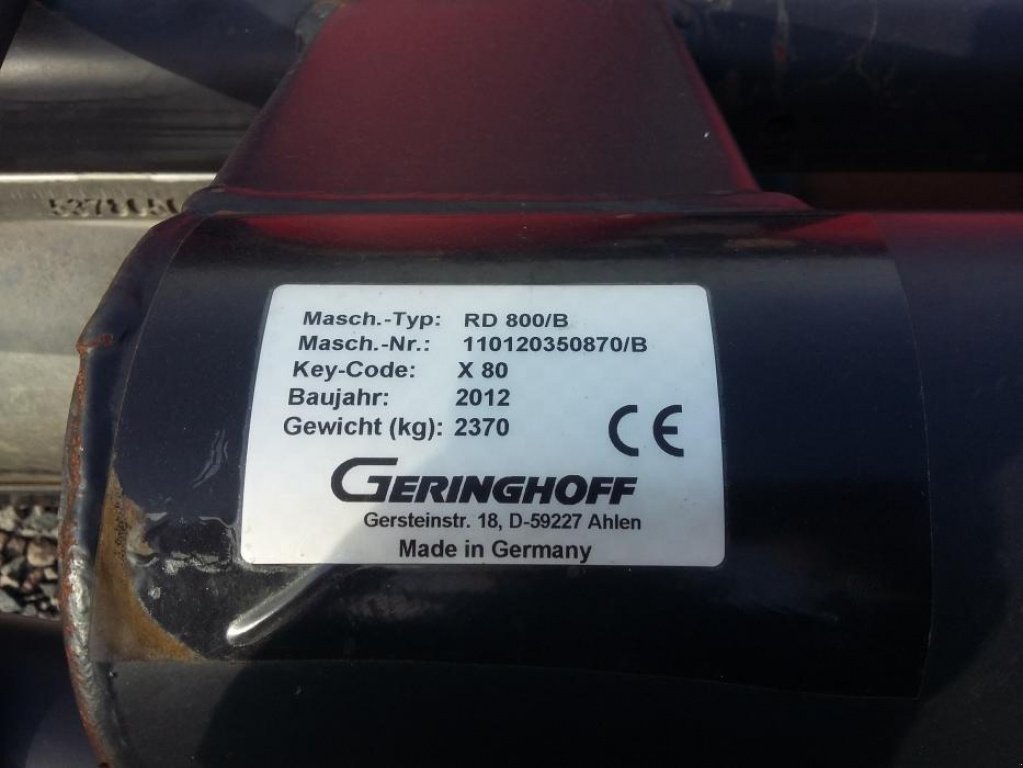 Masch.-Typ: RD 800/B
Masch.-Nr.: 110120350870/B
Key-Code: X 80
Baujahr: 2012
Gewicht (kg): 2370
CE
GERINGHOFF
Gersteinstr. 18, D-59227 Ahlen
Made in Germany